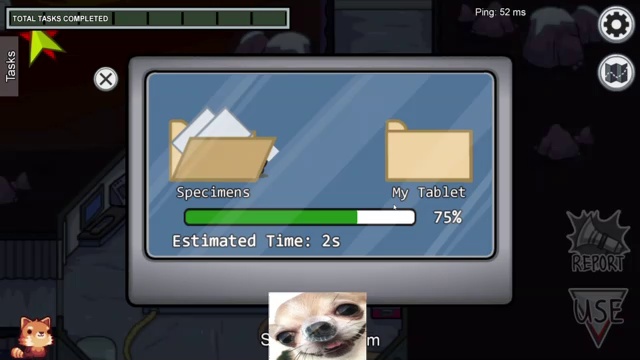 TOTAL TASKS COMPLETED
Ping: 52 ms
Tasks
Specimens
My Tablet
75%
Estimated Time: 2s
REPORT
USE